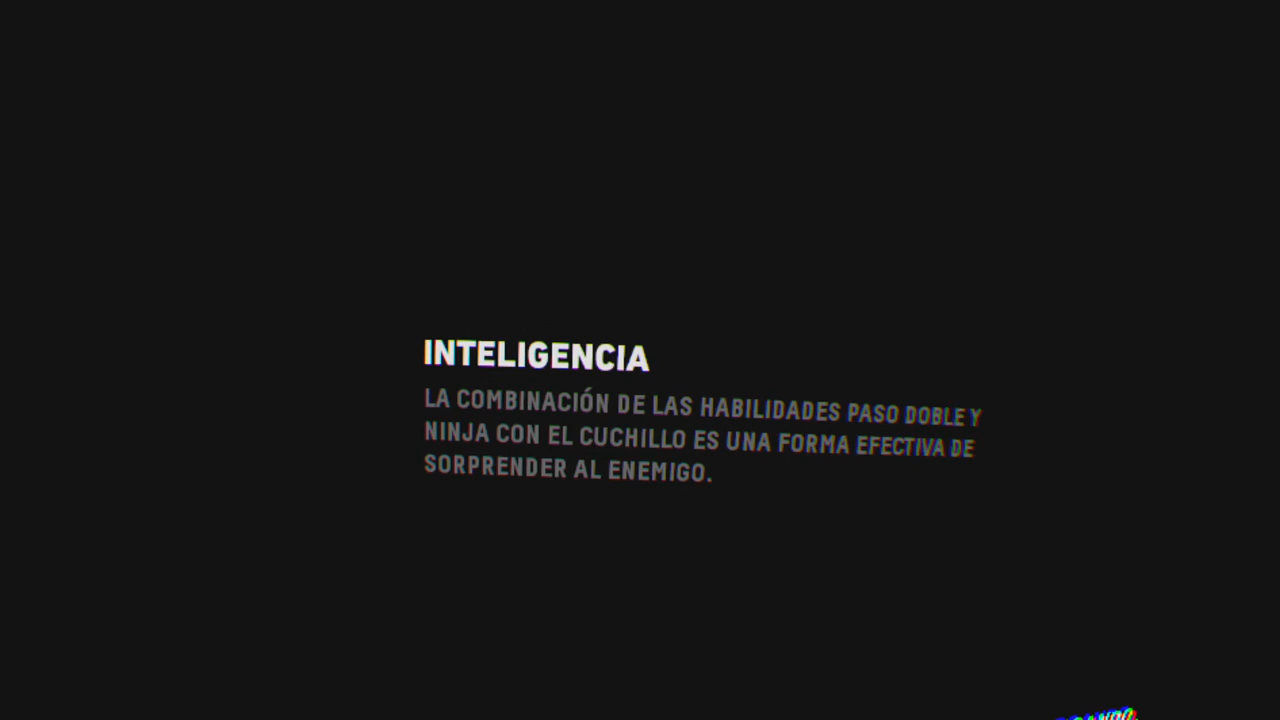 INTELIGENCIA
LA COMBINACIÓN DE LAS HABILIDADES PASO DOBLE Y
NINJA CON EL CUCHILLO ES UNA FORMA EFECTIVA DE
SORPRENDER AL ENEMIGO.